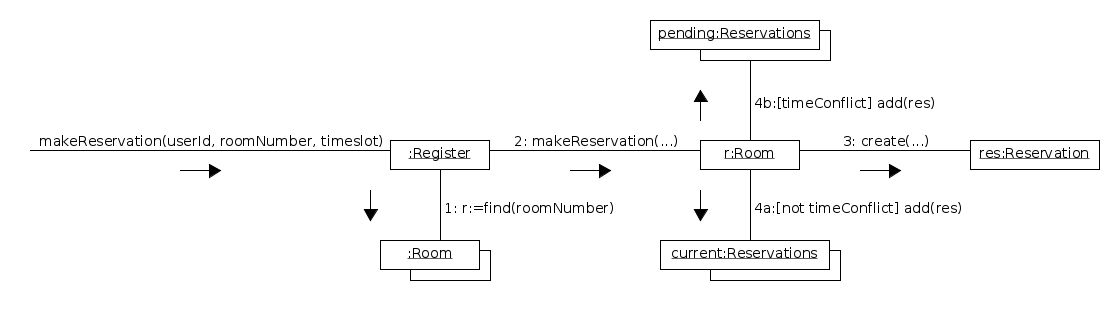 pending:Reservations
4b:[timeConflict] add(res)
makeReservation(userId, roomNumber, timeslot)
:Register
2: makeReservation(...)
r:Room
3: create(...)
res:Reservation
1: r:=find(roomNumber)
4a:[not timeConflict] add(res)
:Room
current:Reservations